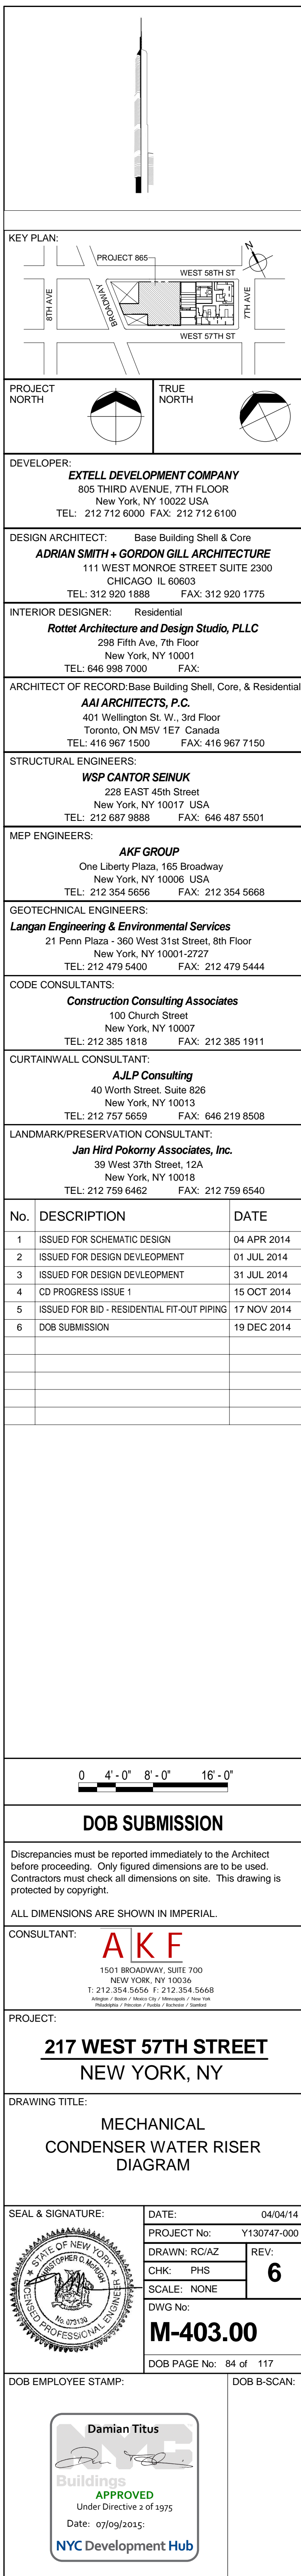 KEY PLAN:
N
PROJECT 865
WEST 58TH ST
8TH AVE
BROADWAY
7TH AVE
WEST 57TH ST
PROJECT
NORTH
TRUE
NORTH
DEVELOPER:
EXTELL DEVELOPMENT COMPANY
805 THIRD AVENUE, 7TH FLOOR
New York, NY 10022 USA
TEL: 212 712 6000 FAX: 212 712 6100
DESIGN ARCHITECT: Base Building Shell & Core
ADRIAN SMITH + GORDON GILL ARCHITECTURE
111 WEST MONROE STREET SUITE 2300
CHICAGO IL 60603
TEL: 312 920 1888 FAX: 312 920 1775
INTERIOR DESIGNER: Residential
Rottet Architecture and Design Studio, PLLC
298 Fifth Ave, 7th Floor
New York, NY 10001
TEL: 646 998 7000 FAX:
ARCHITECT OF RECORD:Base Building Shell, Core, & Residential
AAI ARCHITECTS, P.C.
401 Wellington St. W., 3rd Floor
Toronto, ON M5V 1E7 Canada
TEL: 416 967 1500 FAX: 416 967 7150
STRUCTURAL ENGINEERS:
WSP CANTOR SEINUK
228 EAST 45th Street
New York, NY 10017 USA
TEL: 212 687 9888 FAX: 646 487 5501
MEP ENGINEERS:
AKF GROUP
One Liberty Plaza, 165 Broadway
New York, NY 10006 USA
TEL: 212 354 5656 FAX: 212 354 5668
GEOTECHNICAL ENGINEERS:
Langan Engineering & Environmental Services
21 Penn Plaza - 360 West 31st Street, 8th Floor
New York, NY 10001-2727
TEL: 212 479 5400 FAX: 212 479 5444
CODE CONSULTANTS:
Construction Consulting Associates
100 Church Street
New York, NY 10007
TEL: 212 385 1818 FAX: 212 385 1911
CURTAINWALL CONSULTANT:
AJLP Consulting
40 Worth Street. Suite 826
New York, NY 10013
TEL: 212 757 5659 FAX: 646 219 8508
LANDMARK/PRESERVATION CONSULTANT:
Jan Hird Pokorny Associates, Inc.
39 West 37th Street, 12A
New York, NY 10018
TEL: 212 759 6462 FAX: 212 759 6540
No. DESCRIPTION DATE
1 ISSUED FOR SCHEMATIC DESIGN 04 APR 2014
2 ISSUED FOR DESIGN DEVLEOPMENT 01 JUL 2014
3 ISSUED FOR DESIGN DEVLEOPMENT 31 JUL 2014
4 CD PROGRESS ISSUE 1 15 OCT 2014
5 ISSUED FOR BID - RESIDENTIAL FIT-OUT PIPING 17 NOV 2014
6 DOB SUBMISSION 19 DEC 2014
0 4' - 0" 8' - 0" 16' - 0"
DOB SUBMISSION
Discrepancies must be reported immediately to the Architect
before proceeding. Only figured dimensions are to be used.
Contractors must check all dimensions on site. This drawing is
protected by copyright.
ALL DIMENSIONS ARE SHOWN IN IMPERIAL.
CONSULTANT:
AKF
1501 BROADWAY, SUITE 700
NEW YORK, NY 10036
T: 212.354.5656 F: 212.354.5668
Arlington / Boston / Mexico City / Minneapolis / New York
Philadelphia / Princeton / Puebla / Rochester / Stamford
PROJECT:
217 WEST 57TH STREET
NEW YORK, NY
DRAWING TITLE:
MECHANICAL
CONDENSER WATER RISER
DIAGRAM
SEAL & SIGNATURE:
STATE OF NEW YORK
No. 073130
LICENSED PROFESSIONAL ENGINEER
DATE: 04/04/14
PROJECT No: Y130747-000
DRAWN: RC/AZ
REV:
6
CHK: PHS
SCALE: NONE
DWG No:
M-403.00
DOB PAGE No: 84 of 117
DOB EMPLOYEE STAMP:
DOB B-SCAN:
NYC
Damian Titus
Buildings
APPROVED
Under Directive 2 of 1975
Date: 07/09/2015:
NYC Development Hub